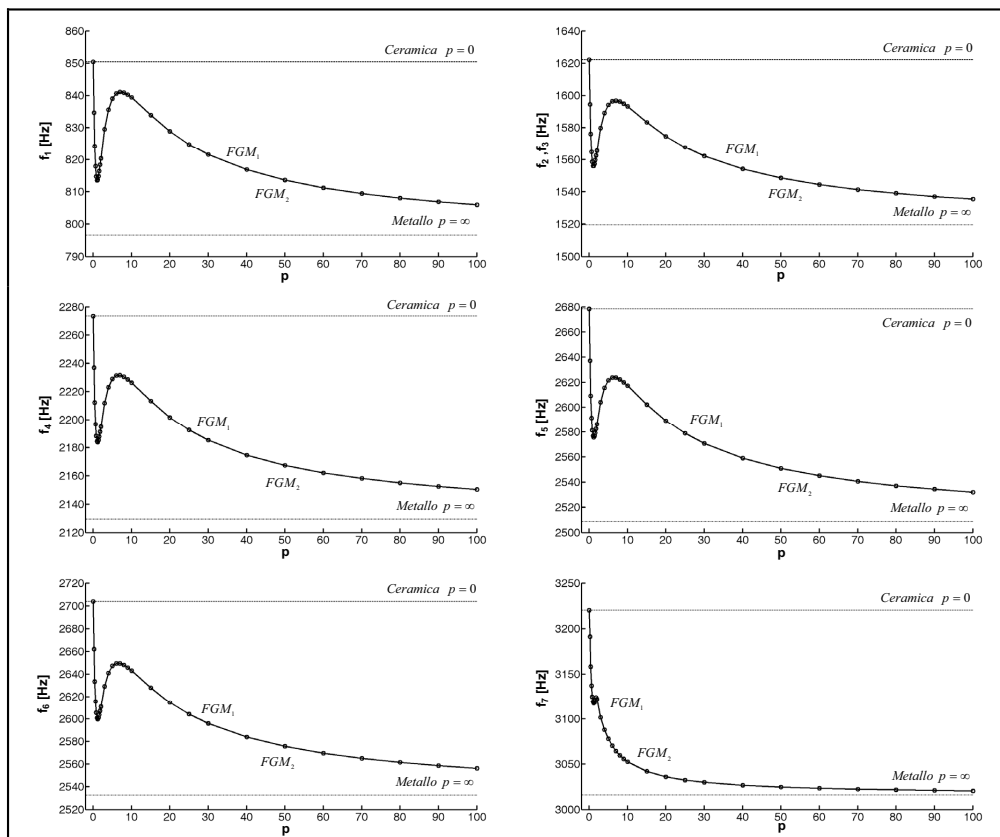 860
850
840
830
820
810
800
790
f₁ [Hz]
Ceramica p = 0
FGM₁
FGM₂
Metallo p = ∞
0 10 20 30 40 50 60 70 80 90 100
p
1640
1620
1600
1580
1560
1540
1520
1500
f₂ ,f₃ [Hz]
Ceramica p = 0
FGM₁
FGM₂
Metallo p = ∞
0 10 20 30 40 50 60 70 80 90 100
p
2280
2260
2240
2220
2200
2180
2160
2140
2120
f₄ [Hz]
Ceramica p = 0
FGM₁
FGM₂
Metallo p = ∞
0 10 20 30 40 50 60 70 80 90 100
p
2680
2660
2640
2620
2600
2580
2560
2540
2520
2500
f₅ [Hz]
Ceramica p = 0
FGM₁
FGM₂
Metallo p = ∞
0 10 20 30 40 50 60 70 80 90 100
p
2720
2700
2680
2660
2640
2620
2600
2580
2560
2540
2520
f₆ [Hz]
Ceramica p = 0
FGM₁
FGM₂
Metallo p = ∞
0 10 20 30 40 50 60 70 80 90 100
p
3250
3200
3150
3100
3050
3000
f₇ [Hz]
Ceramica p = 0
FGM₁
FGM₂
Metallo p = ∞
0 10 20 30 40 50 60 70 80 90 100
p